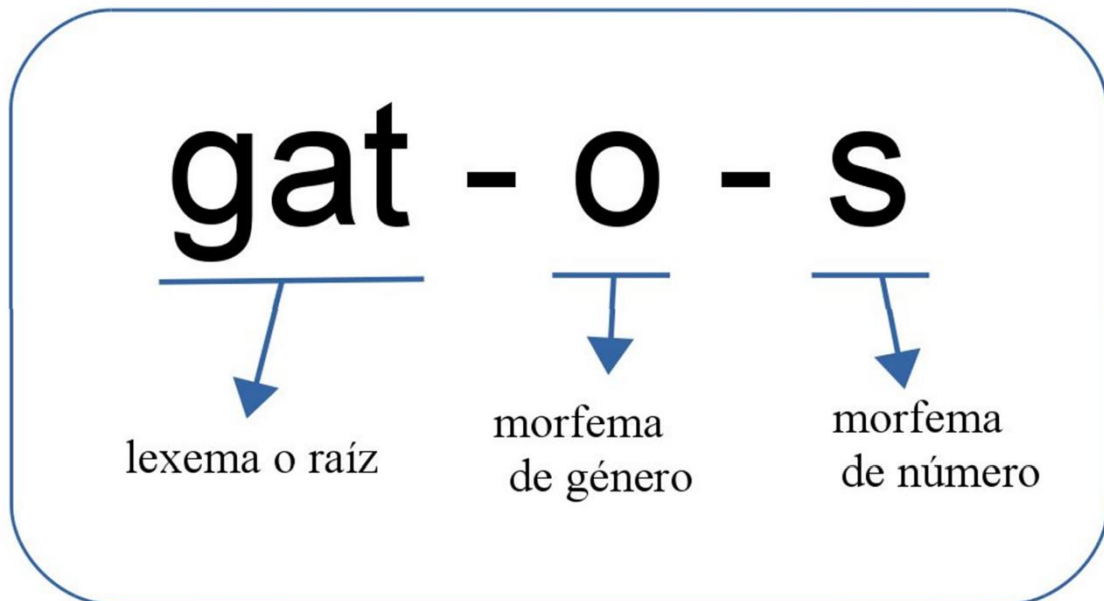 gat - o - s
lexema o raíz
morfema
de género
morfema
de número